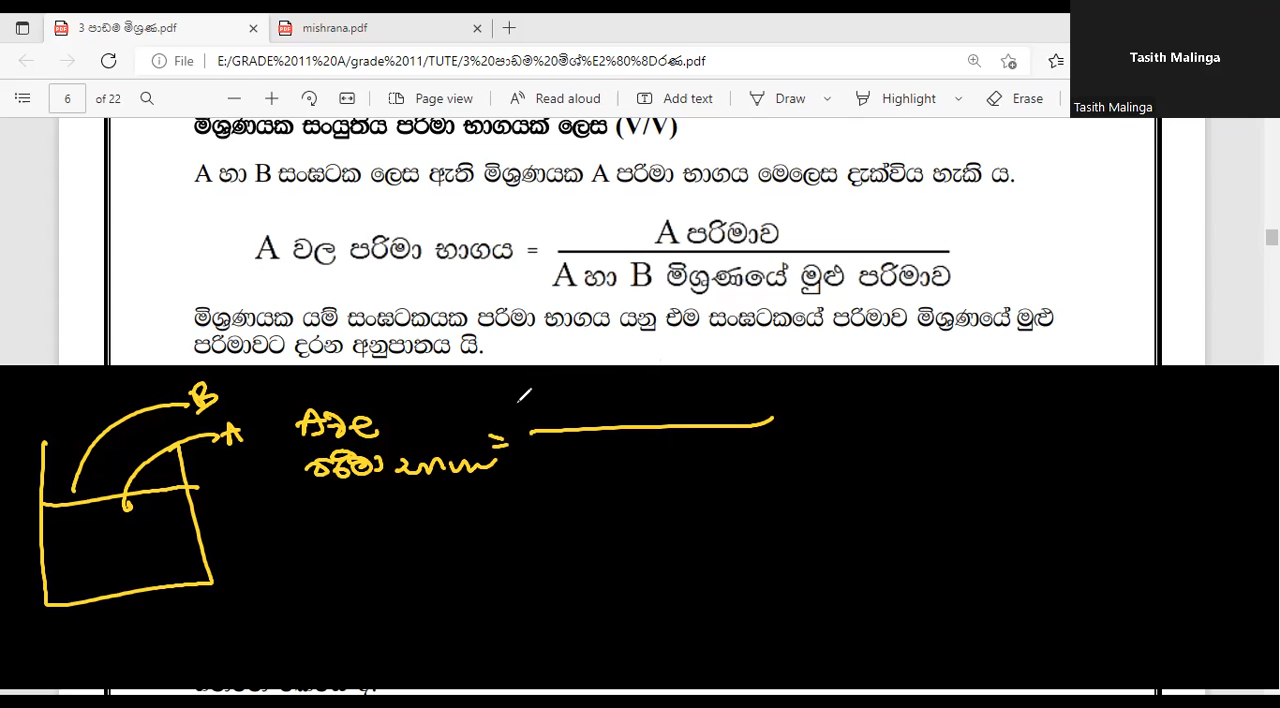 3 පාඩම මිශ්‍රණ.pdf
mishrana.pdf
File
E:/GRADE%2011%20A/grade%2011/TUTE/3%20පාඩම%20මිශ්%E2%80%8Dරණ.pdf
6 of 22
Page view
Read aloud
Add text
Draw
Highlight
Erase
Tasith Malinga
Tasith Malinga
මිශ්‍රණයක සංයුතිය පරිමා භාගයක් ලෙස (V/V)
A හා B සංඝටක ලෙස ඇති මිශ්‍රණයක A පරිමා භාගය මෙලෙස දැක්විය හැකි ය.
A වල පරිමා භාගය =
A පරිමාව
A හා B මිශ්‍රණයේ මුළු පරිමාව
මිශ්‍රණයක යම් සංඝටකයක පරිමා භාගය යනු එම සංඝටකයේ පරිමාව මිශ්‍රණයේ මුළු
පරිමාවට දරන අනුපාතය යි.
B
A
A වල
පරිමා භාගය =